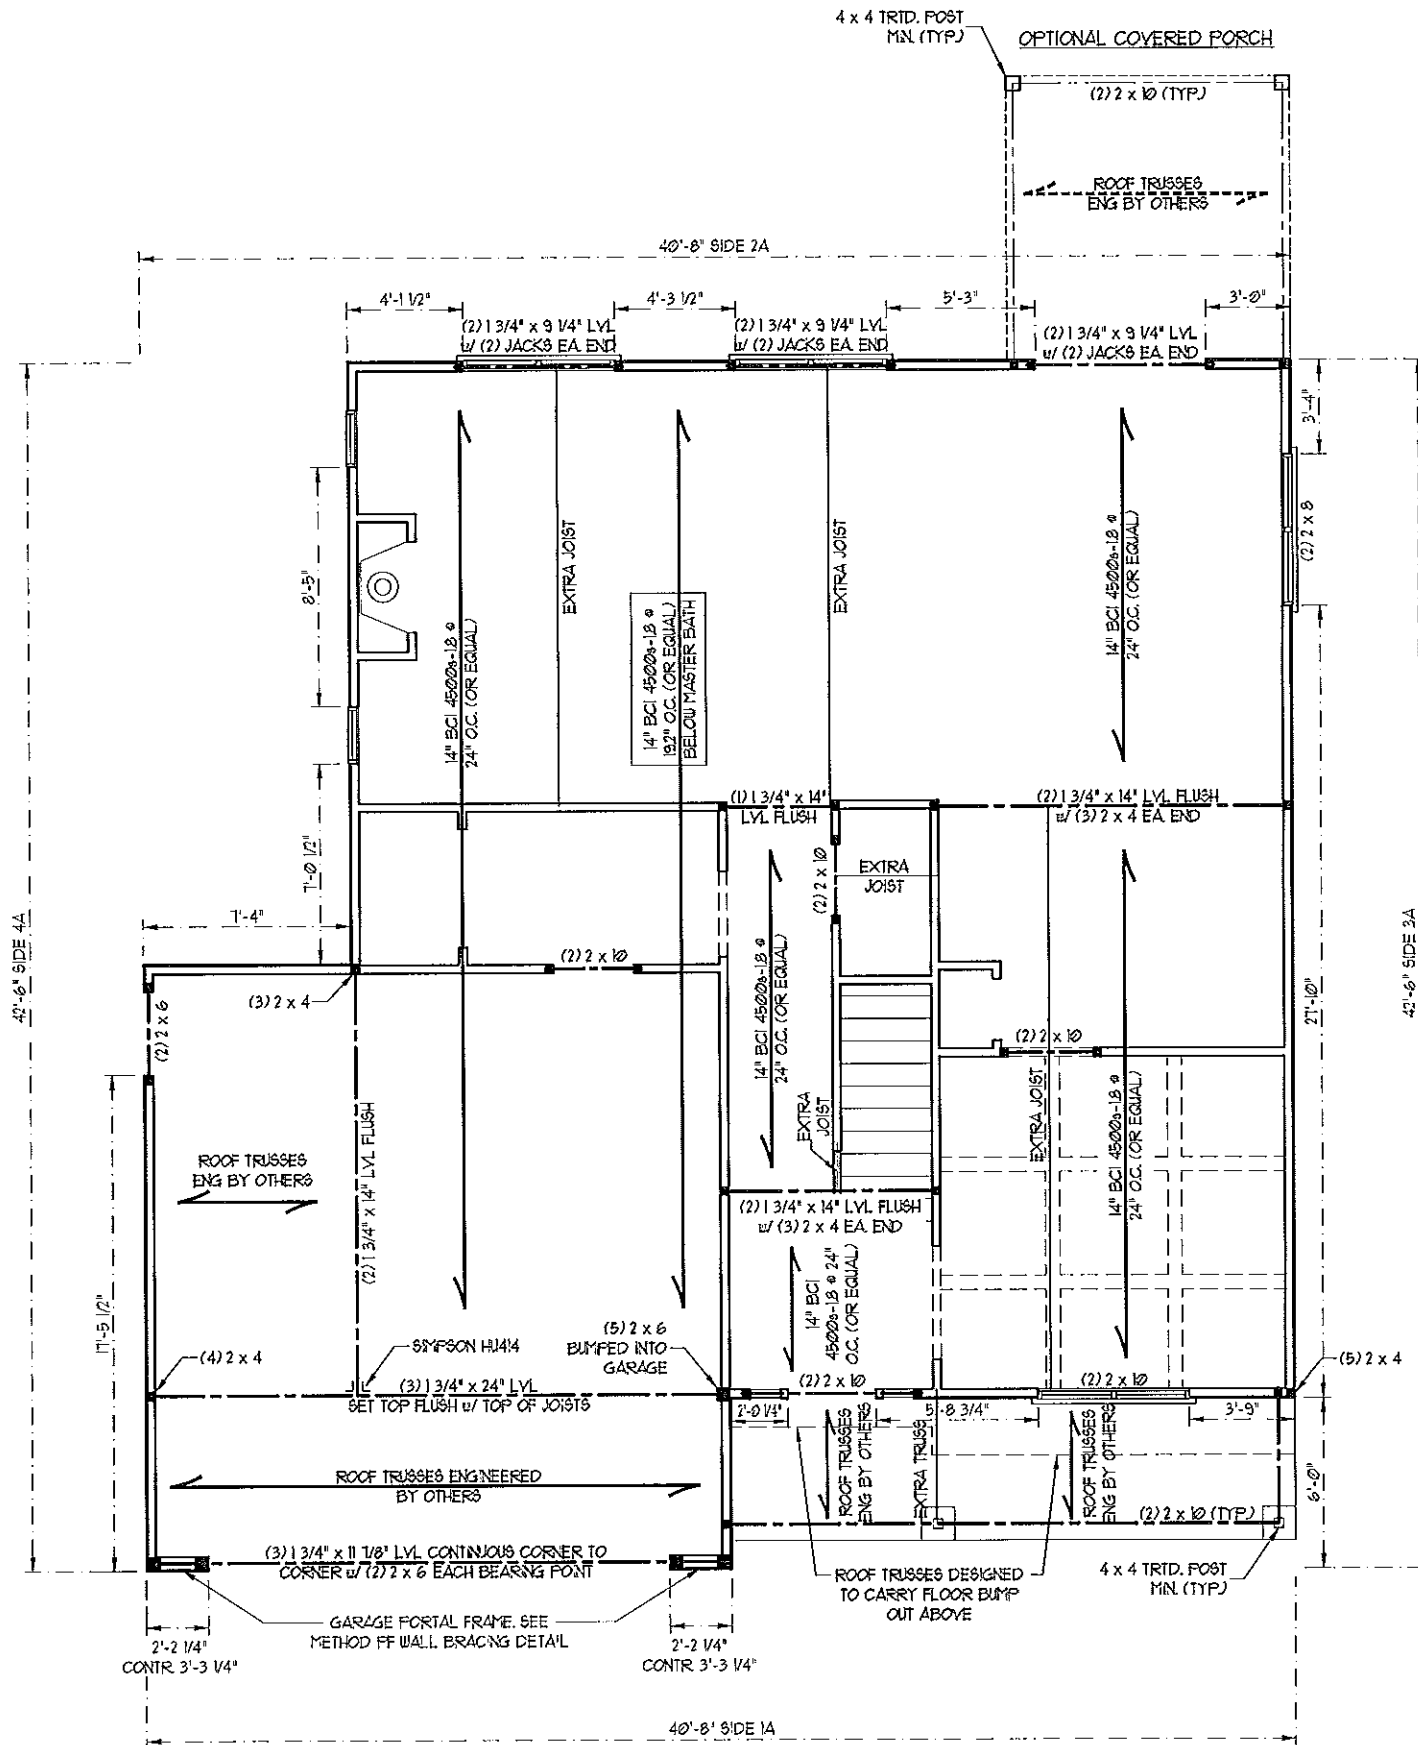 4 x 4 TRTD. POST
MIN. (TYP.)
OPTIONAL COVERED PORCH
(2) 2 x 10 (TYP.)
ROOF TRUSSES
ENG BY OTHERS
40'-8" SIDE 2A
4'-1 1/2"
4'-3 1/2"
5'-3"
3'-0"
(2) 1 3/4" x 9 1/4" LVL
w/ (2) JACKS EA. END
(2) 1 3/4" x 9 1/4" LVL
w/ (2) JACKS EA. END
(2) 1 3/4" x 9 1/4" LVL
w/ (2) JACKS EA. END
3'-4"
(2) 2 x 8
EXTRA JOIST
EXTRA JOIST
14" BCI 4500s-1.8 @
24" O.C. (OR EQUAL)
8'-5"
14" BCI 4500s-1.8 @
24" O.C. (OR EQUAL)
14" BCI 4500s-1.8 @
19.2" O.C. (OR EQUAL)
BELOW MASTER BATH
(1) 1 3/4" x 14"
LVL FLUSH
(2) 1 3/4" x 14" LVL FLUSH
w/ (3) 2 x 4 EA. END
7'-0 1/2"
(2) 2 x 10
EXTRA
JOIST
7'-4"
42'-6" SIDE 4A
42'-6" SIDE 3A
(2) 2 x 10
(3) 2 x 4
(2) 2 x 6
14" BCI 4500s-1.8 @
24" O.C. (OR EQUAL)
27'-10"
(2) 2 x 10
EXTRA JOIST
EXTRA
JOIST
14" BCI 4500s-1.8 @
24" O.C. (OR EQUAL)
(2) 1 3/4" x 14" LVL FLUSH
ROOF TRUSSES
ENG BY OTHERS
(2) 1 3/4" x 14" LVL FLUSH
w/ (3) 2 x 4 EA. END
17'-5 1/2"
14" BCI
4500s-1.8 @ 24"
O.C. (OR EQUAL)
(4) 2 x 4
SIMPSON HU414
(5) 2 x 6
BUMPED INTO
GARAGE
(5) 2 x 4
(3) 1 3/4" x 24" LVL
SET TOP FLUSH w/ TOP OF JOISTS
(2) 2 x 10
(2) 2 x 10
2'-0 1/4"
5'-8 3/4"
3'-9"
ROOF TRUSSES
ENG BY OTHERS
EXTRA TRUSS
ROOF TRUSSES
ENG BY OTHERS
6'-0"
ROOF TRUSSES ENGINEERED
BY OTHERS
(2) 2 x 10 (TYP.)
(3) 1 3/4" x 11 7/8" LVL CONTINUOUS CORNER TO
CORNER w/ (2) 2 x 6 EACH BEARING POINT
ROOF TRUSSES DESIGNED
TO CARRY FLOOR BUMP
OUT ABOVE
4 x 4 TRTD. POST
MIN. (TYP.)
GARAGE PORTAL FRAME. SEE
METHOD PF WALL BRACING DETAIL
2'-2 1/4"
CONTR. 3'-3 1/4"
2'-2 1/4"
CONTR. 3'-3 1/4"
40'-8" SIDE 1A